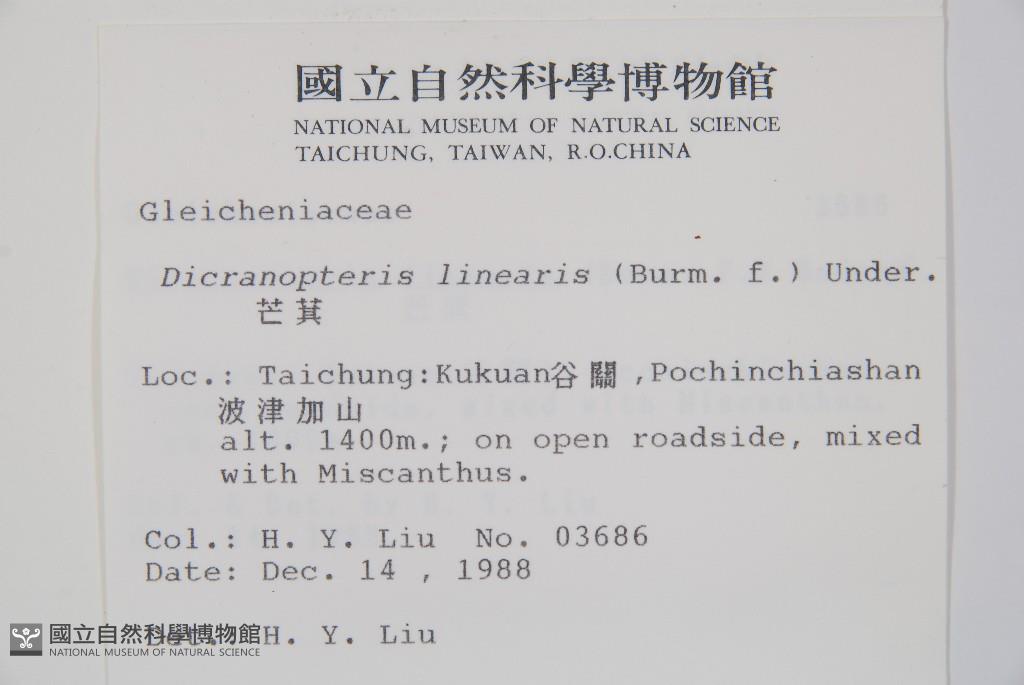 國立自然科學博物館
NATIONAL MUSEUM OF NATURAL SCIENCE
TAICHUNG, TAIWAN, R.O.CHINA
Gleicheniaceae
Dicranopteris linearis (Burm. f.) Under.
芒萁
Loc.: Taichung:Kukuan谷關,Pochinchiashan
波津加山
alt. 1400m.; on open roadside, mixed
with Miscanthus.
Col.: H. Y. Liu No. 03686
Date: Dec. 14 , 1988
H. Y. Liu
國立自然科學博物館
NATIONAL MUSEUM OF NATURAL SCIENCE